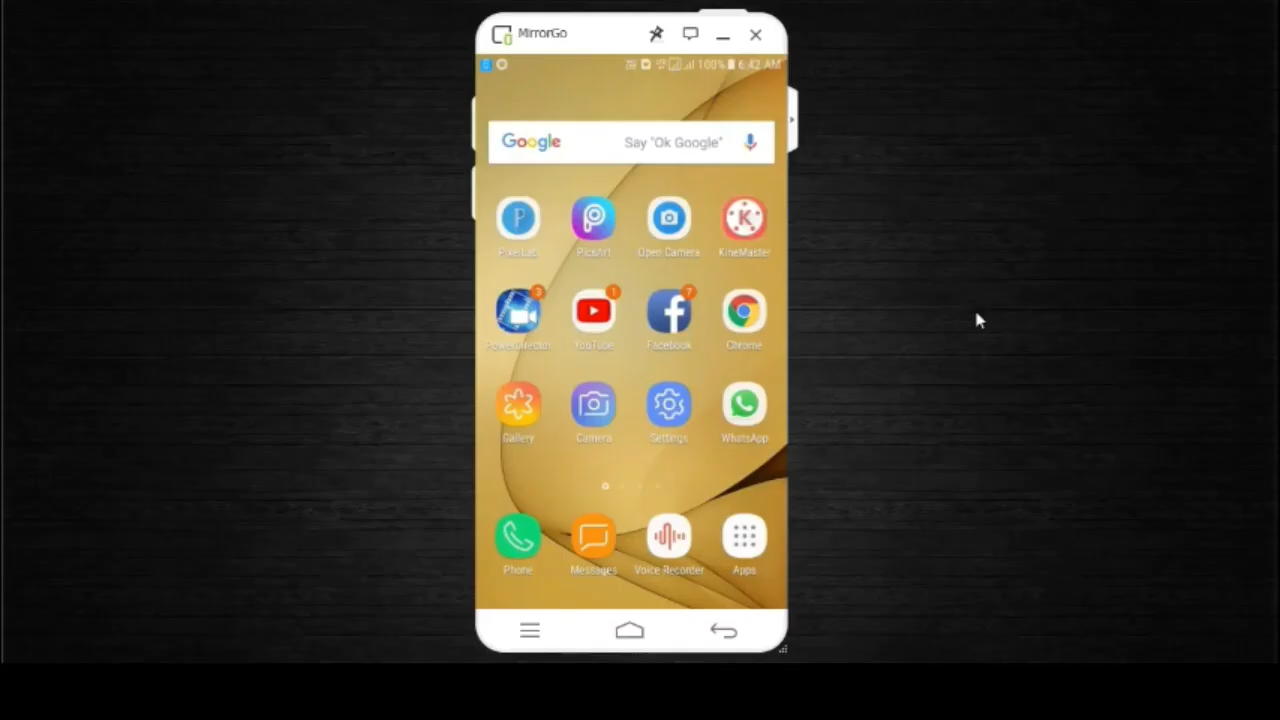 MirrorGo
100% 6:42 AM
Google Say "Ok Google"
PixelLab PicsArt Open Camera KineMaster
3 1 7
PowerDirector YouTube Facebook Chrome
Gallery Camera Settings WhatsApp
Phone Messages Voice Recorder Apps